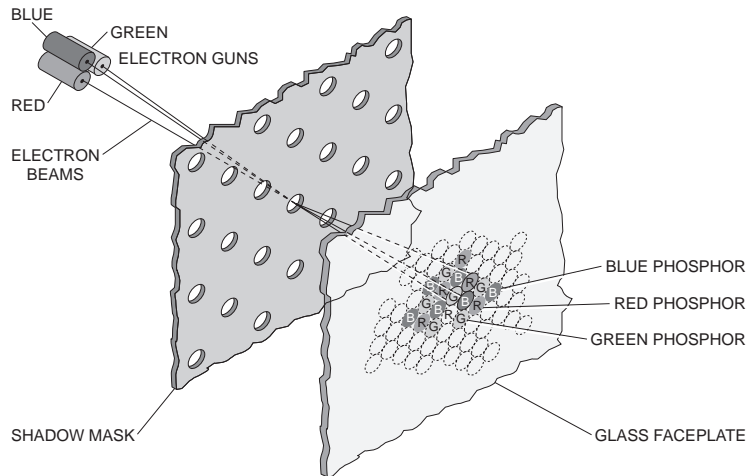 BLUE
GREEN
ELECTRON GUNS
RED
ELECTRON
BEAMS
R
G B R
G B
G R G B R
B R G R G
BLUE PHOSPHOR
RED PHOSPHOR
GREEN PHOSPHOR
SHADOW MASK
GLASS FACEPLATE